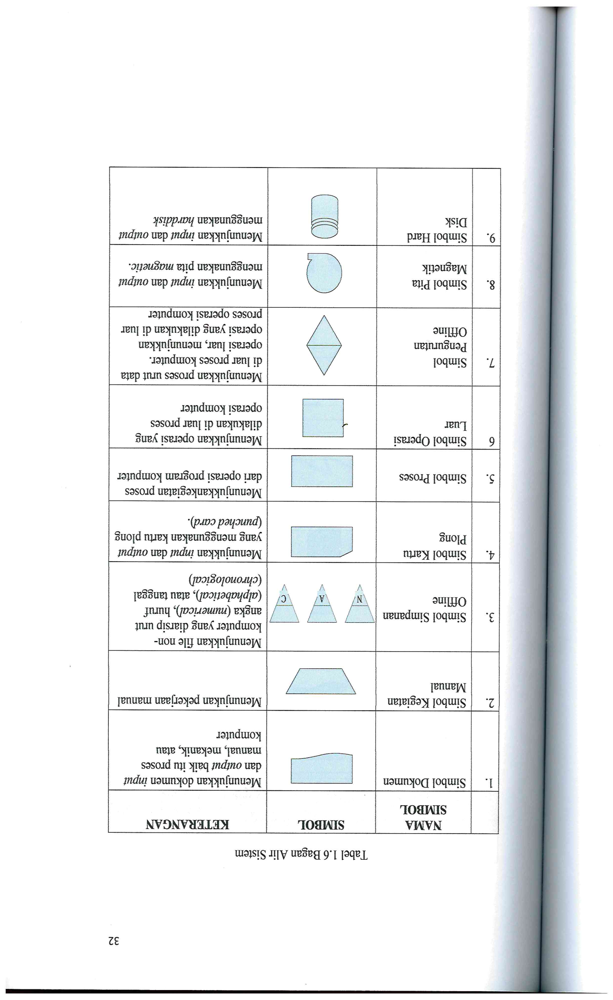 32
Tabel 1.6 Bagan Alir Sistem
NAMA
SIMBOL
SIMBOL
KETERANGAN
1.
Simbol Dokumen
Menunjukkan dokumen input
dan output baik itu proses
manual, mekanik, atau
komputer
2.
Simbol Kegiatan
Manual
Menunjukan pekerjaan manual
3.
Simbol Simpanan
Offline
N
A
C
Menunjukkan file non-
komputer yang diarsip urut
angka (numerical), huruf
(alphabetical), atau tanggal
(chronological)
4.
Simbol Kartu
Plong
Menunjukkan input dan output
yang menggunakan kartu plong
(punched card).
5.
Simbol Proses
Menunjukkankegiatan proses
dari operasi program komputer
6
Simbol Operasi
Luar
Menunjukkan operasi yang
dilakukan di luar proses
operasi komputer
7.
Simbol
Pengurutan
Offline
Menunjukkan proses urut data
di luar proses komputer.
operasi luar, menunjukkan
operasi yang dilakukan di luar
proses operasi komputer
8.
Simbol Pita
Magnetik
Menunjukkan input dan output
menggunakan pita magnetic.
9.
Simbol Hard
Disk
Menunjukkan input dan output
menggunakan harddisk